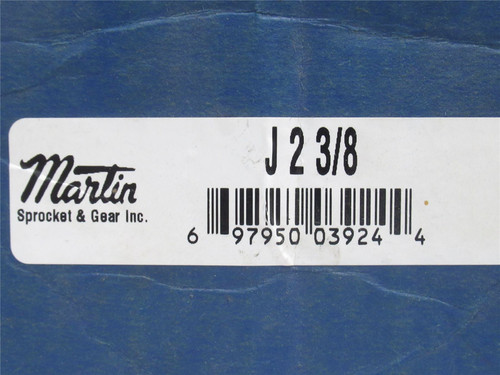 J 2 3/8
Martin
Sprocket & Gear Inc.
6 97950 03924 4